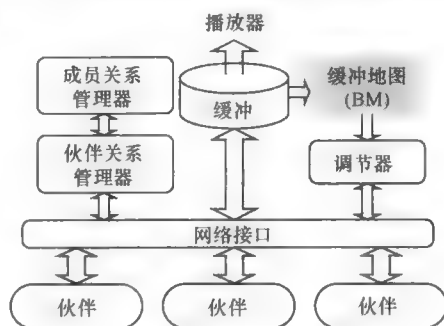 播放器
成员关系
管理器
缓冲
缓冲地图
(BM)
伙伴关系
管理器
调节器
网络接口
伙伴
伙伴
伙伴